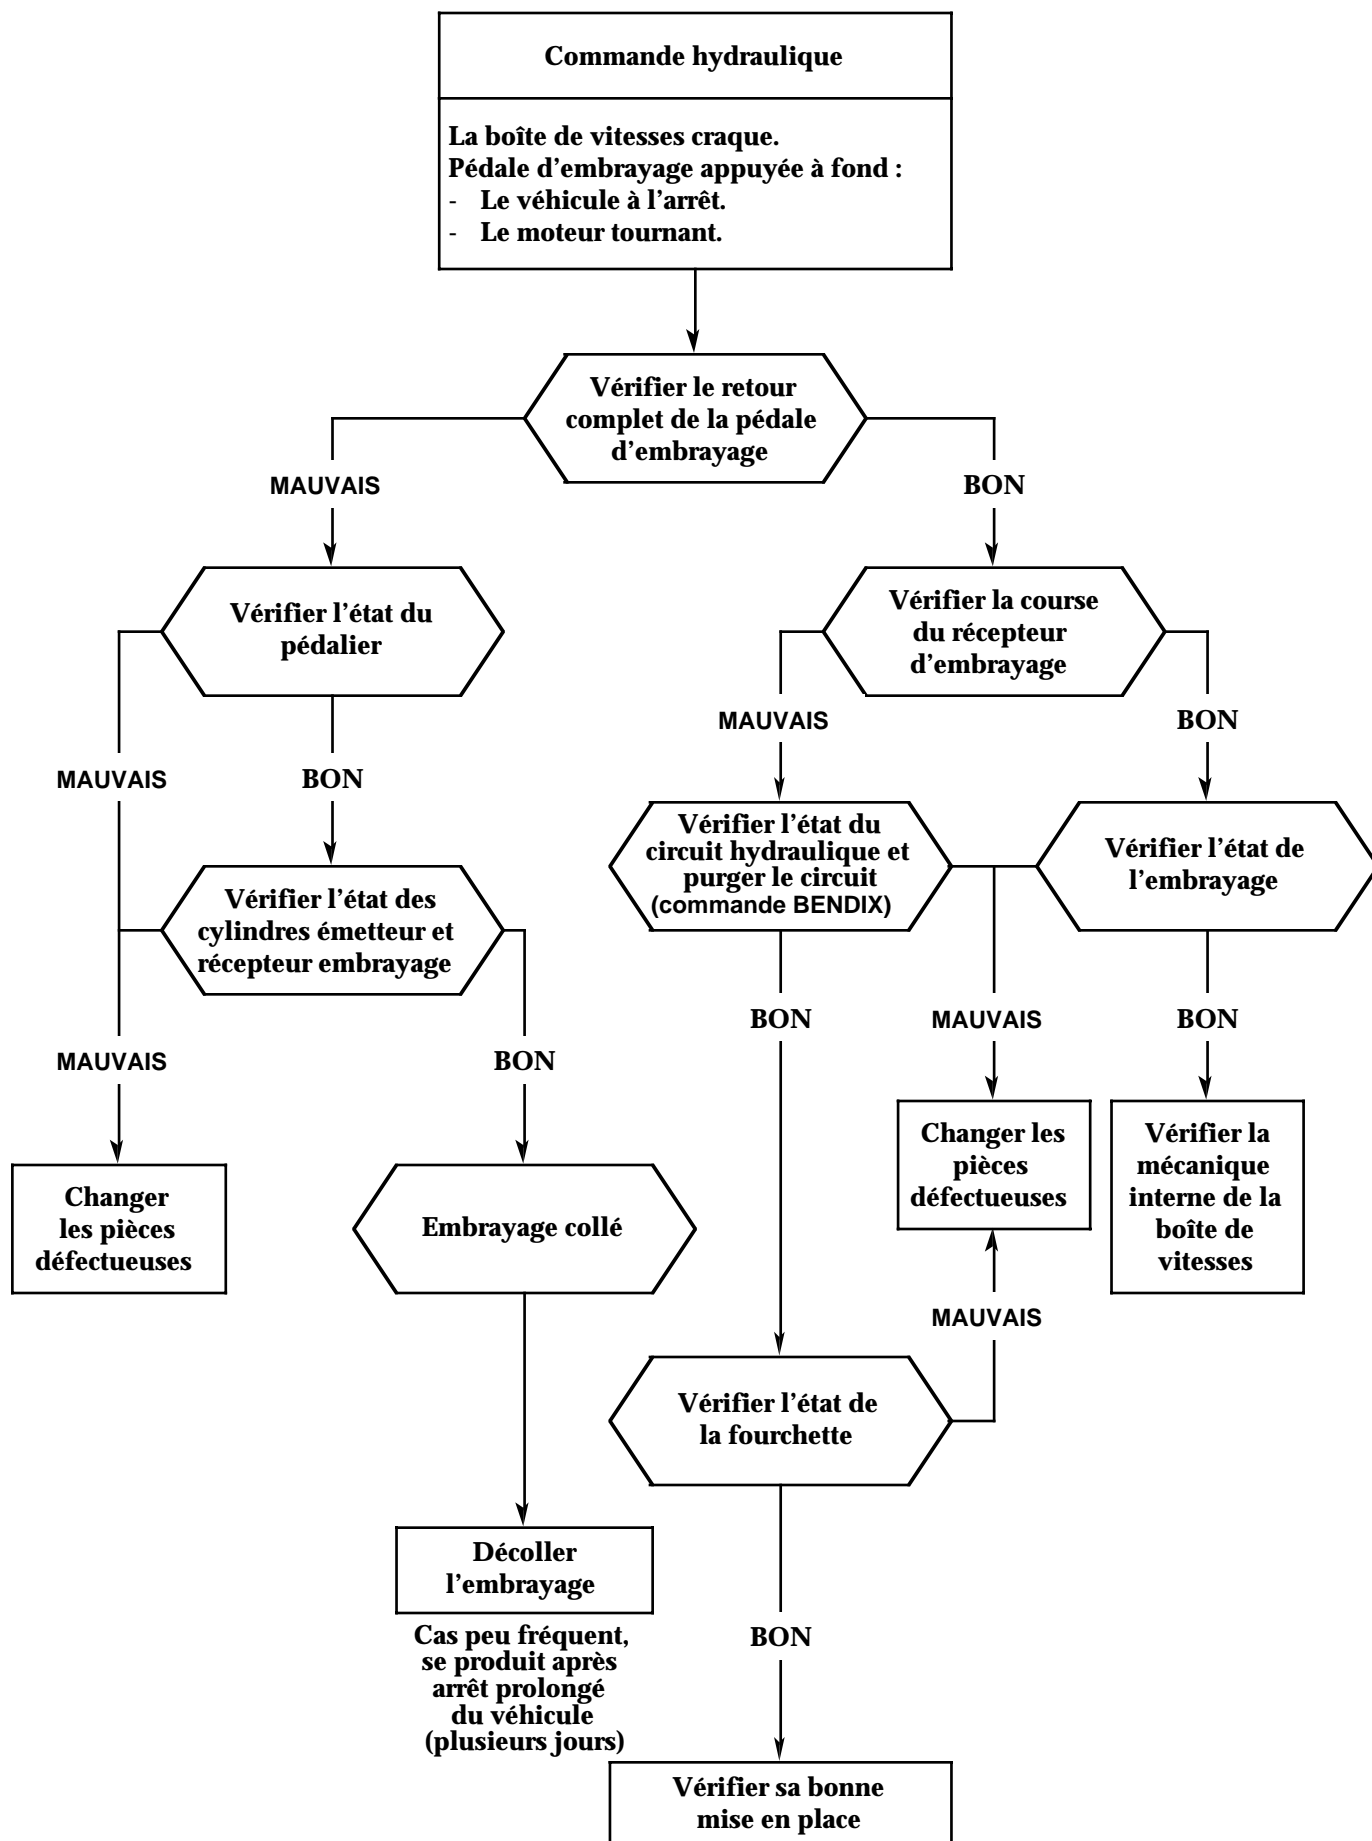 Commande hydraulique
La boîte de vitesses craque.
Pédale d'embrayage appuyée à fond :
- Le véhicule à l'arrêt.
- Le moteur tournant.
Vérifier le retour
complet de la pédale
d'embrayage
MAUVAIS
BON
Vérifier l'état du
pédalier
Vérifier la course
du récepteur
d'embrayage
MAUVAIS
BON
MAUVAIS
BON
Vérifier l'état du
circuit hydraulique et
purger le circuit
(commande BENDIX)
Vérifier l'état de
l'embrayage
Vérifier l'état des
cylindres émetteur et
récepteur embrayage
BON
MAUVAIS
BON
MAUVAIS
BON
Changer les
pièces
défectueuses
Vérifier la
mécanique
interne de la
boîte de
vitesses
Changer
les pièces
défectueuses
Embrayage collé
MAUVAIS
Vérifier l'état de
la fourchette
Décoller
l'embrayage
Cas peu fréquent,
se produit après
arrêt prolongé
du véhicule
(plusieurs jours)
BON
Vérifier sa bonne
mise en place